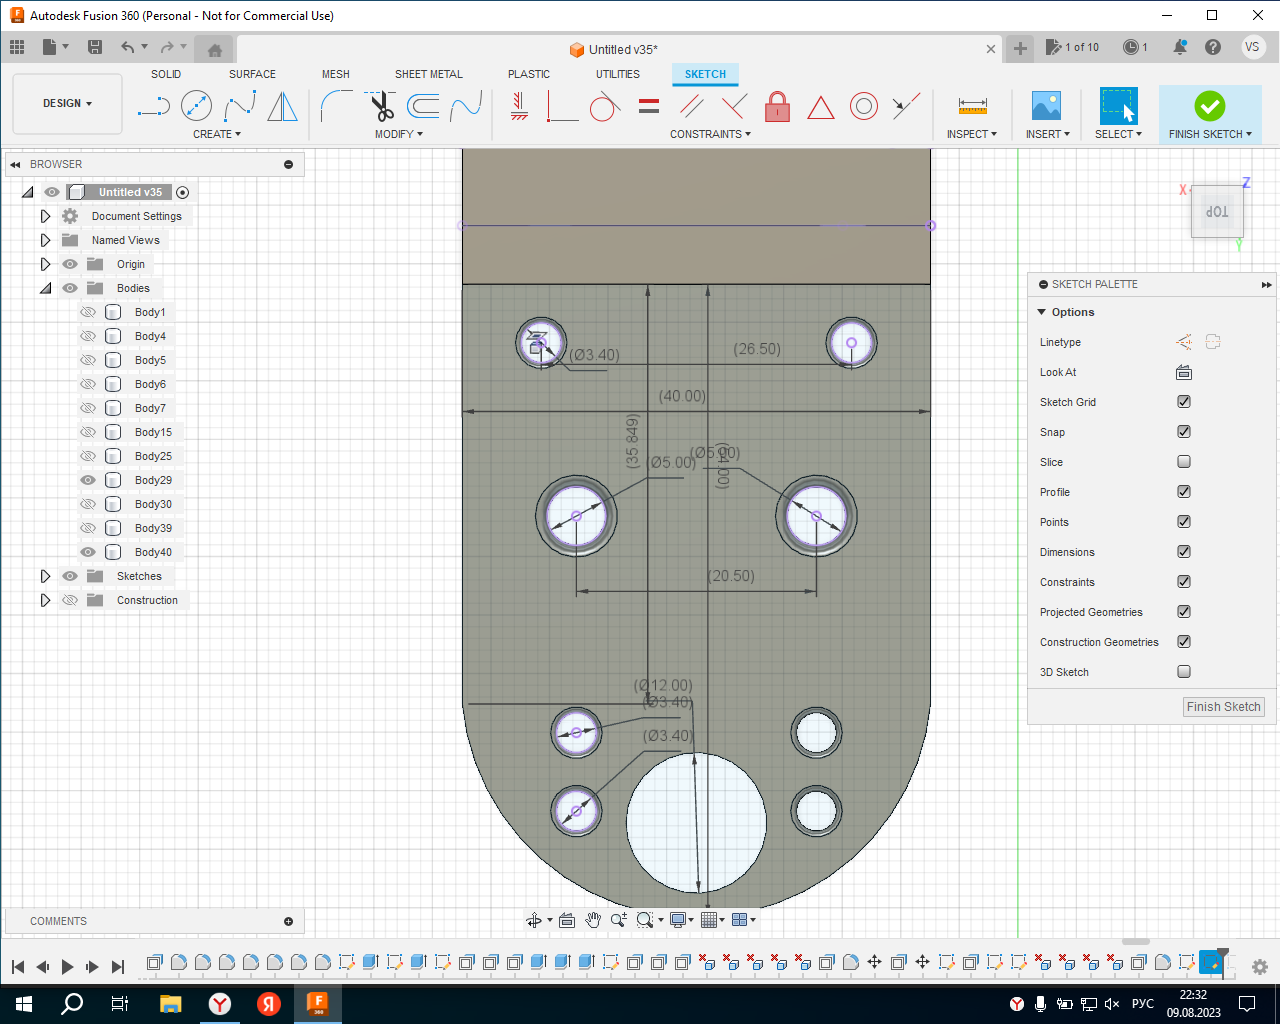 Autodesk Fusion 360 (Personal - Not for Commercial Use)
Untitled v35*
1 of 10
1
VS
DESIGN
SOLID
SURFACE
MESH
SHEET METAL
PLASTIC
UTILITIES
SKETCH
CREATE
MODIFY
CONSTRAINTS
INSPECT
INSERT
SELECT
FINISH SKETCH
BROWSER
Untitled v35
Document Settings
Named Views
Origin
Bodies
Body1
Body4
Body5
Body6
Body7
Body15
Body25
Body29
Body30
Body39
Body40
Sketches
Construction
X
Z
TOP
Y
(Ø3.40)
(26.50)
(40.00)
(35.849)
(Ø5.00)
(Ø5.00)
(20.50)
(Ø12.00)
(Ø3.40)
(Ø3.40)
SKETCH PALETTE
Options
Linetype
Look At
Sketch Grid
Snap
Slice
Profile
Points
Dimensions
Constraints
Projected Geometries
Construction Geometries
3D Sketch
Finish Sketch
COMMENTS
РУС
22:32
09.08.2023